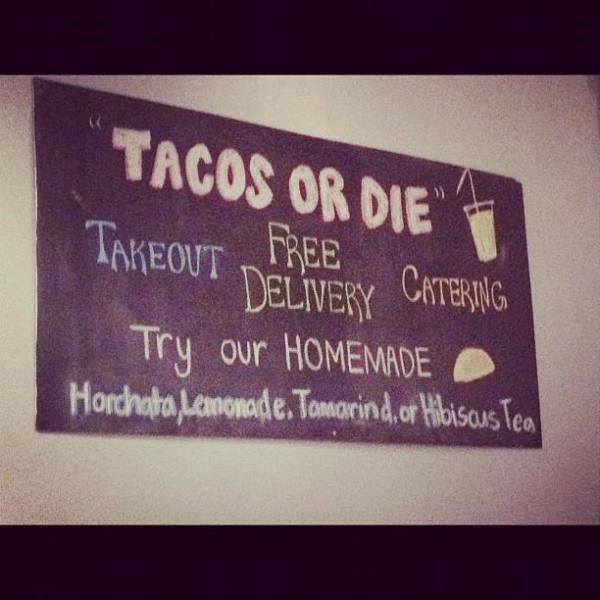 "TACOS OR DIE"
TAKEOUT FREE DELIVERY CATERING
Try our HOMEMADE
Horchata, Lemonade, Tamarind, or Hibiscus Tea